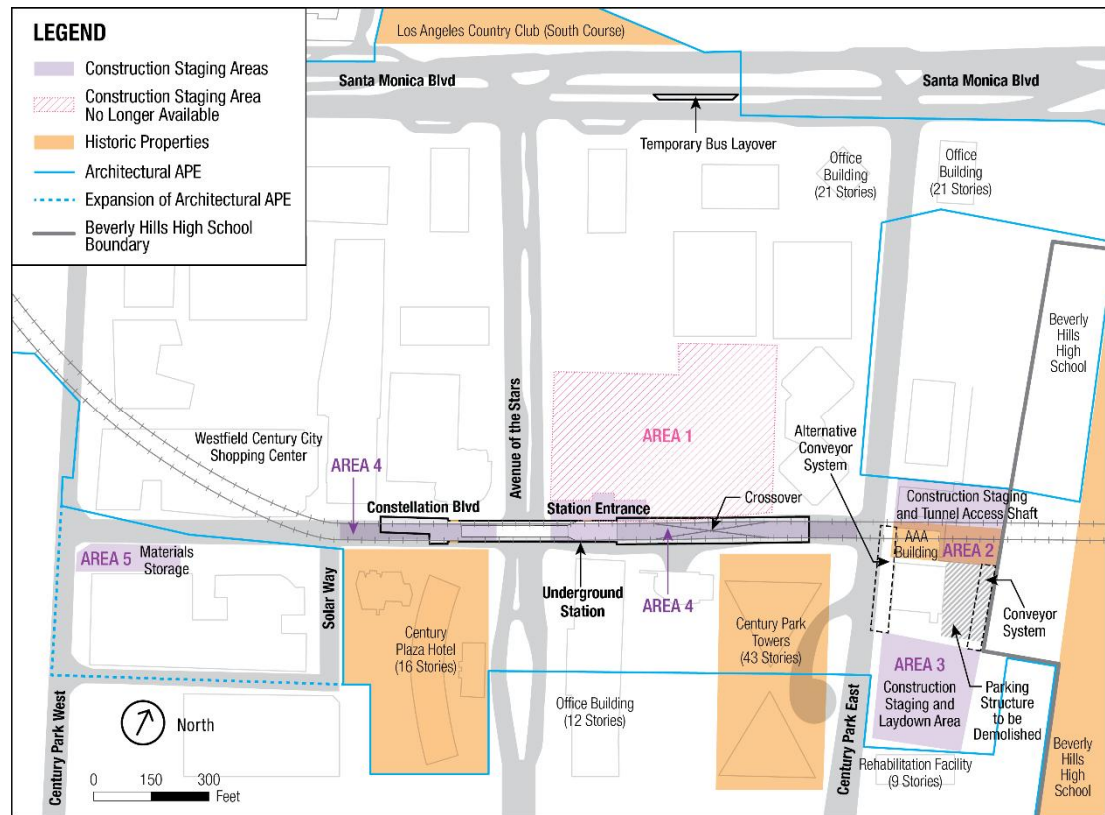 LEGEND
Construction Staging Areas
Construction Staging Area
No Longer Available
Historic Properties
Architectural APE
Expansion of Architectural APE
Beverly Hills High School
Boundary
Los Angeles Country Club (South Course)
Santa Monica Blvd
Santa Monica Blvd
Temporary Bus Layover
Office
Building
(21 Stories)
Office
Building
(21 Stories)
Beverly
Hills
High
School
Avenue of the Stars
AREA 1
Alternative
Conveyor
System
Westfield Century City
Shopping Center
AREA 4
Constellation Blvd
Station Entrance
Crossover
Construction Staging
and Tunnel Access Shaft
AAA
Building
AREA 2
AREA 5
Materials
Storage
Solar Way
Underground
Station
AREA 4
Conveyor
System
Century
Plaza Hotel
(16 Stories)
Century Park
Towers
(43 Stories)
AREA 3
Construction
Staging and
Laydown Area
Parking
Structure
to be
Demolished
Office Building
(12 Stories)
Century Park West
Century Park East
North
Rehabilitation Facility
(9 Stories)
Beverly
Hills
High
School
0 150 300
Feet